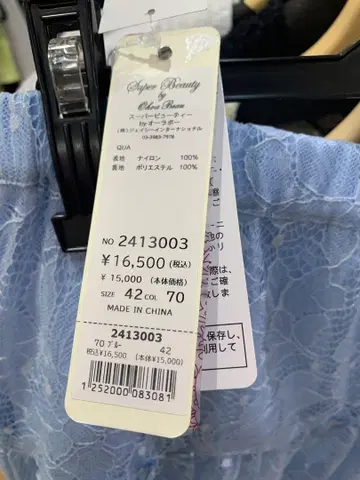 Super Beauty
by
Ohra Beau
スーパービューティー
by オーラボー
(株)ジェイシーインターナショナル
03-3983-7978
QUA
表地 ナイロン 100%
裏地 ポリエステル 100%
NO 2413003
¥16,500(税込)
¥ 15,000 (本体価格)
SIZE 42 COL 70
MADE IN CHINA
2413003
70 ブルー 42
税込¥16,500 (本体¥15,000)
1252000083081
際は、
ご確
しま
保存し、
利用して